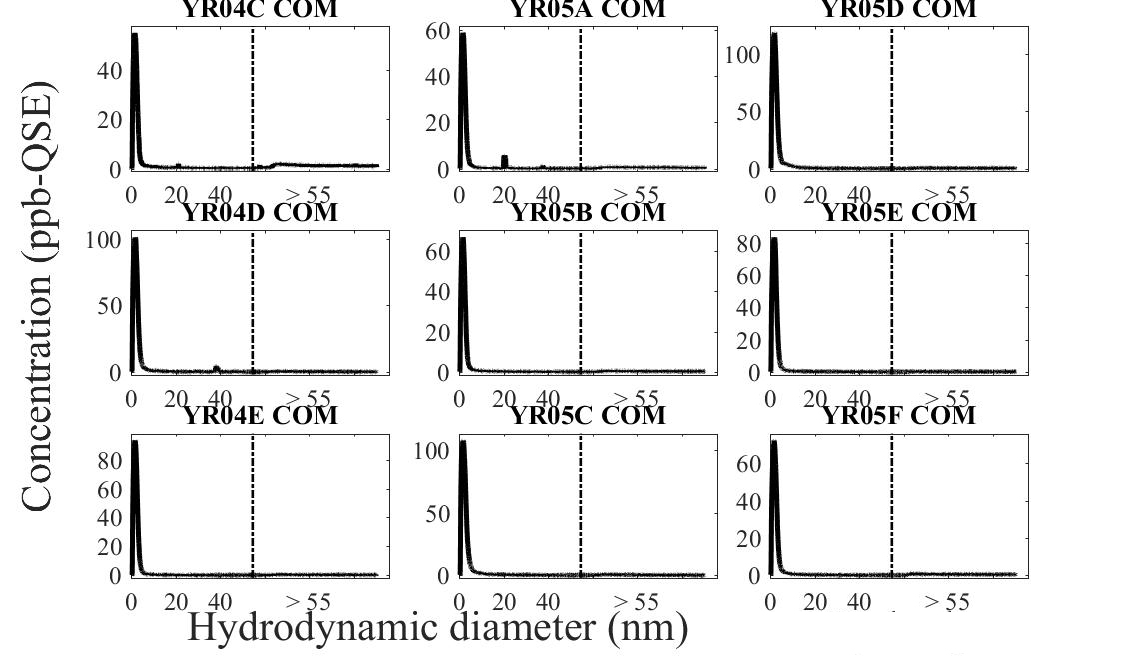 YR04C COM YR05A COM YR05D COM
60
40 40 100
20 20 50
0 0 0
0 20 40 > 55 0 20 40 > 55 0 20 40 > 55
YR04D COM YR05B COM YR05E COM
100 60 80
50 40 60
20 40
20
0 0 0
0 20 40 > 55 0 20 40 > 55 0 20 40 > 55
YR04E COM YR05C COM YR05F COM
80 100 60
60 50 40
40 20
20
0 0 0
0 20 40 > 55 0 20 40 > 55 0 20 40 > 55
Concentration (ppb-QSE)
Hydrodynamic diameter (nm)